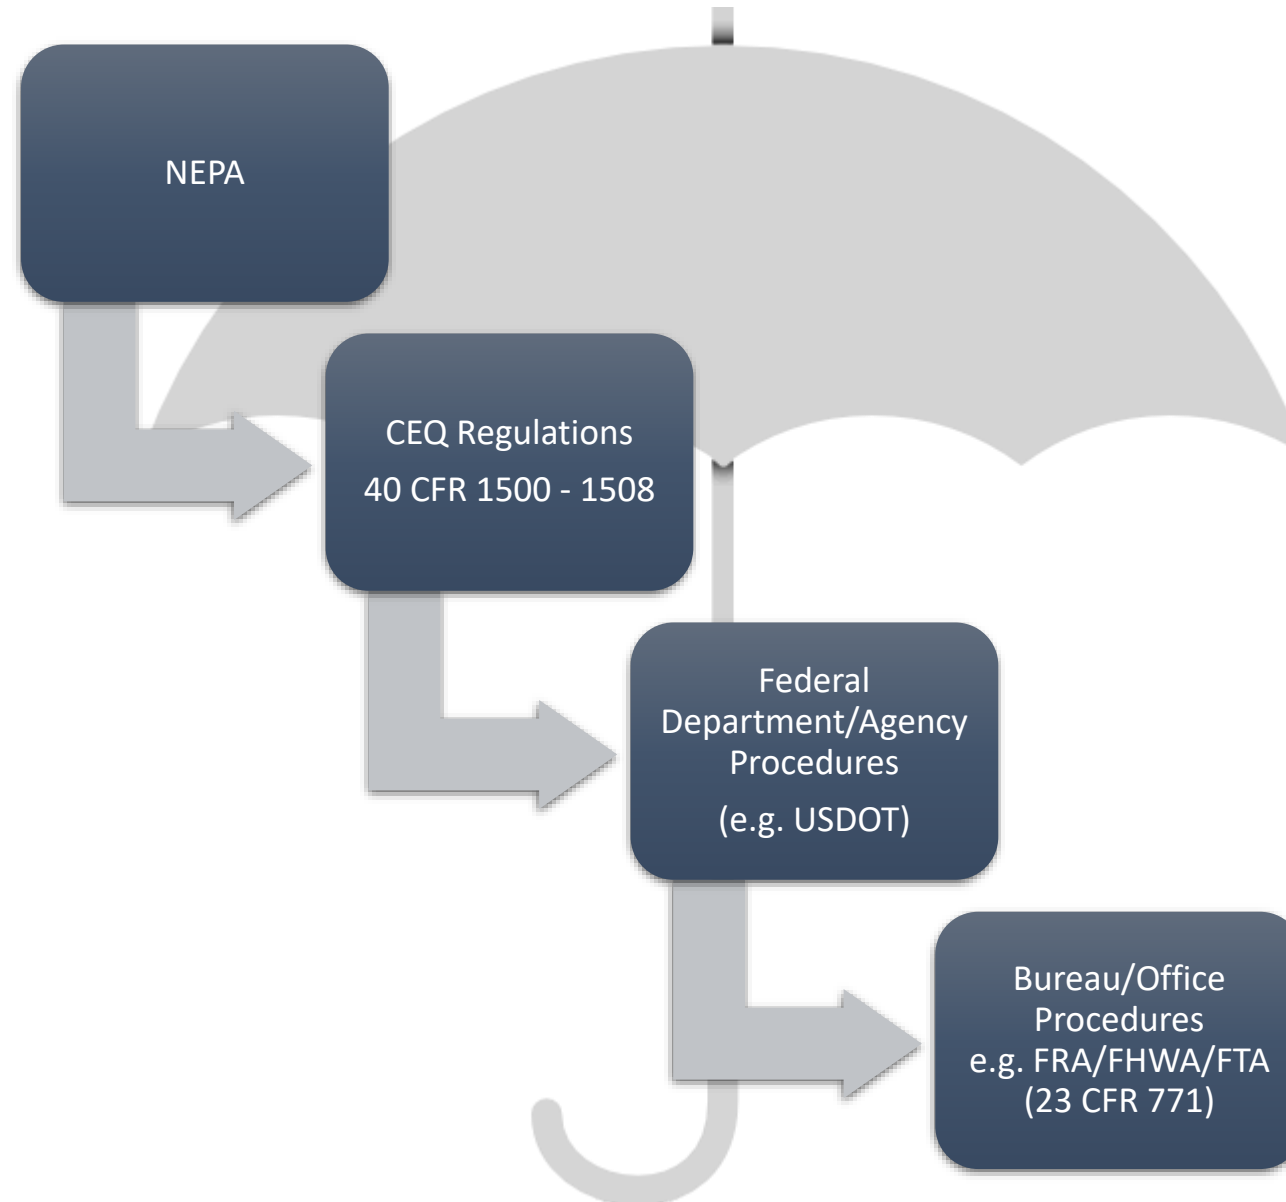 NEPA
CEQ Regulations
40 CFR 1500 - 1508
Federal
Department/Agency
Procedures
(e.g. USDOT)
Bureau/Office
Procedures
e.g. FRA/FHWA/FTA
(23 CFR 771)